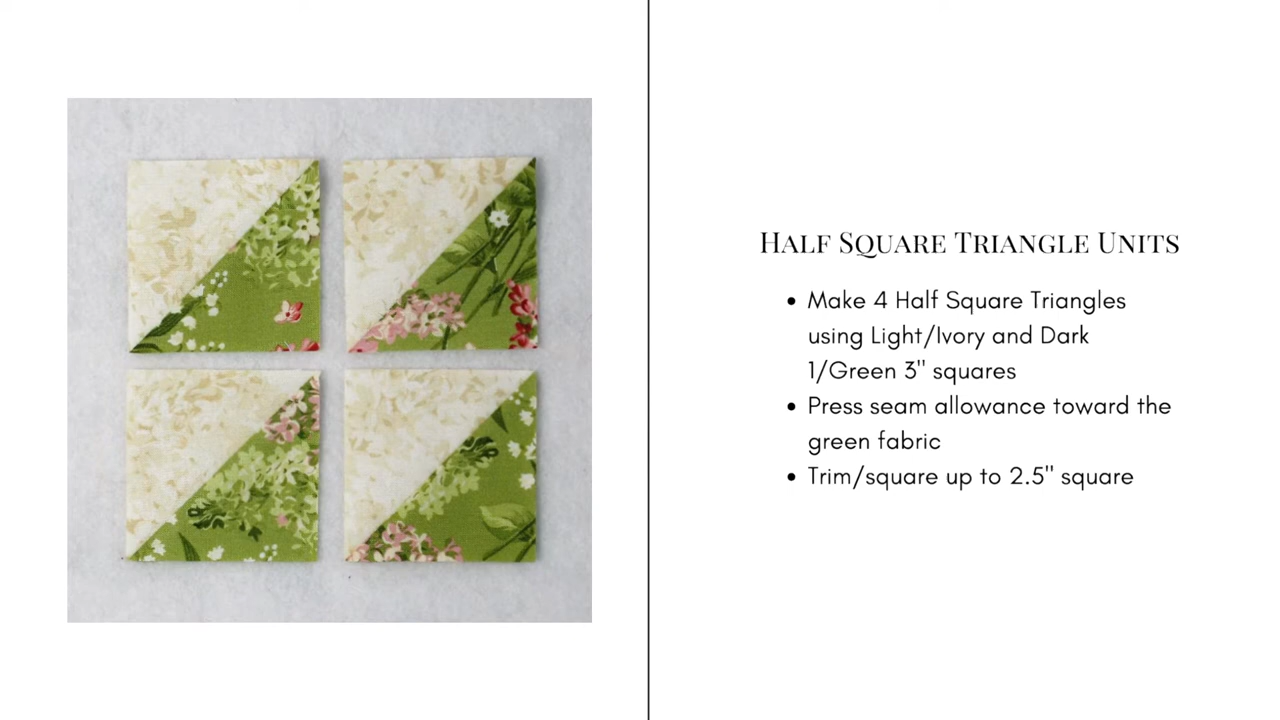 Half Square Triangle Units
• Make 4 Half Square Triangles
using Light/Ivory and Dark
1/Green 3" squares
• Press seam allowance toward the
green fabric
• Trim/square up to 2.5" square